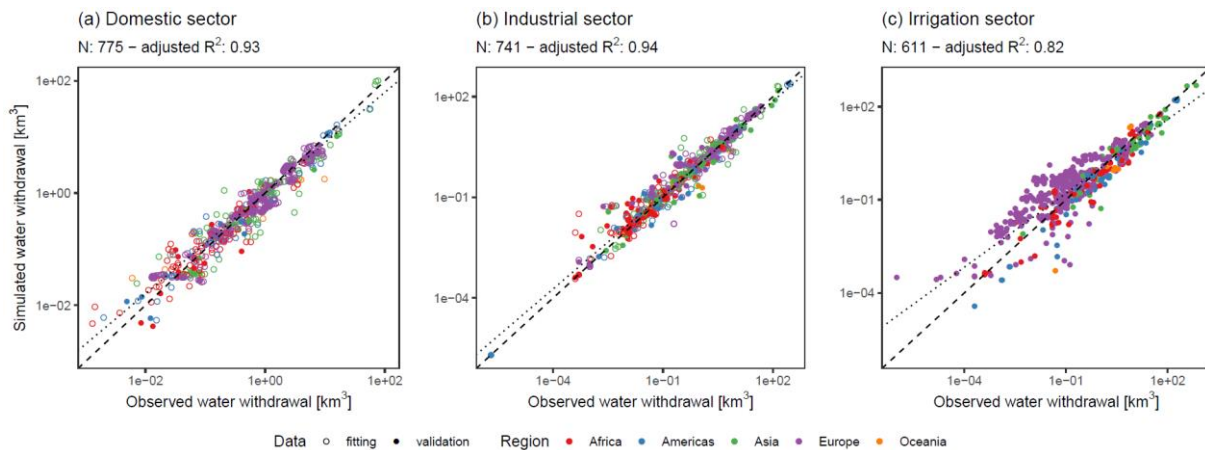 (a) Domestic sector
N: 775 − adjusted R²: 0.93
(b) Industrial sector
N: 741 − adjusted R²: 0.94
(c) Irrigation sector
N: 611 − adjusted R²: 0.82
Simulated water withdrawal [km³]
1e+02
1e+00
1e−02
1e−02
1e+00
1e+02
Observed water withdrawal [km³]
1e+02
1e−01
1e−04
1e−04
1e−01
1e+02
Observed water withdrawal [km³]
1e+02
1e−01
1e−04
1e−04
1e−01
1e+02
Observed water withdrawal [km³]
Data fitting validation Region Africa Americas Asia Europe Oceania